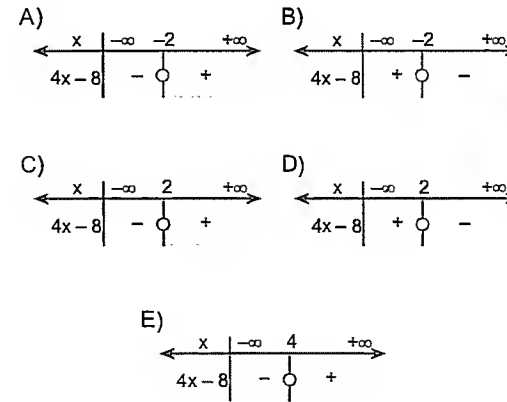 A)
x −∞ −2 +∞
4x − 8 − +
B)
x −∞ −2 +∞
4x − 8 + −
C)
x −∞ 2 +∞
4x − 8 − +
D)
x −∞ 2 +∞
4x − 8 + −
E)
x −∞ 4 +∞
4x − 8 − +